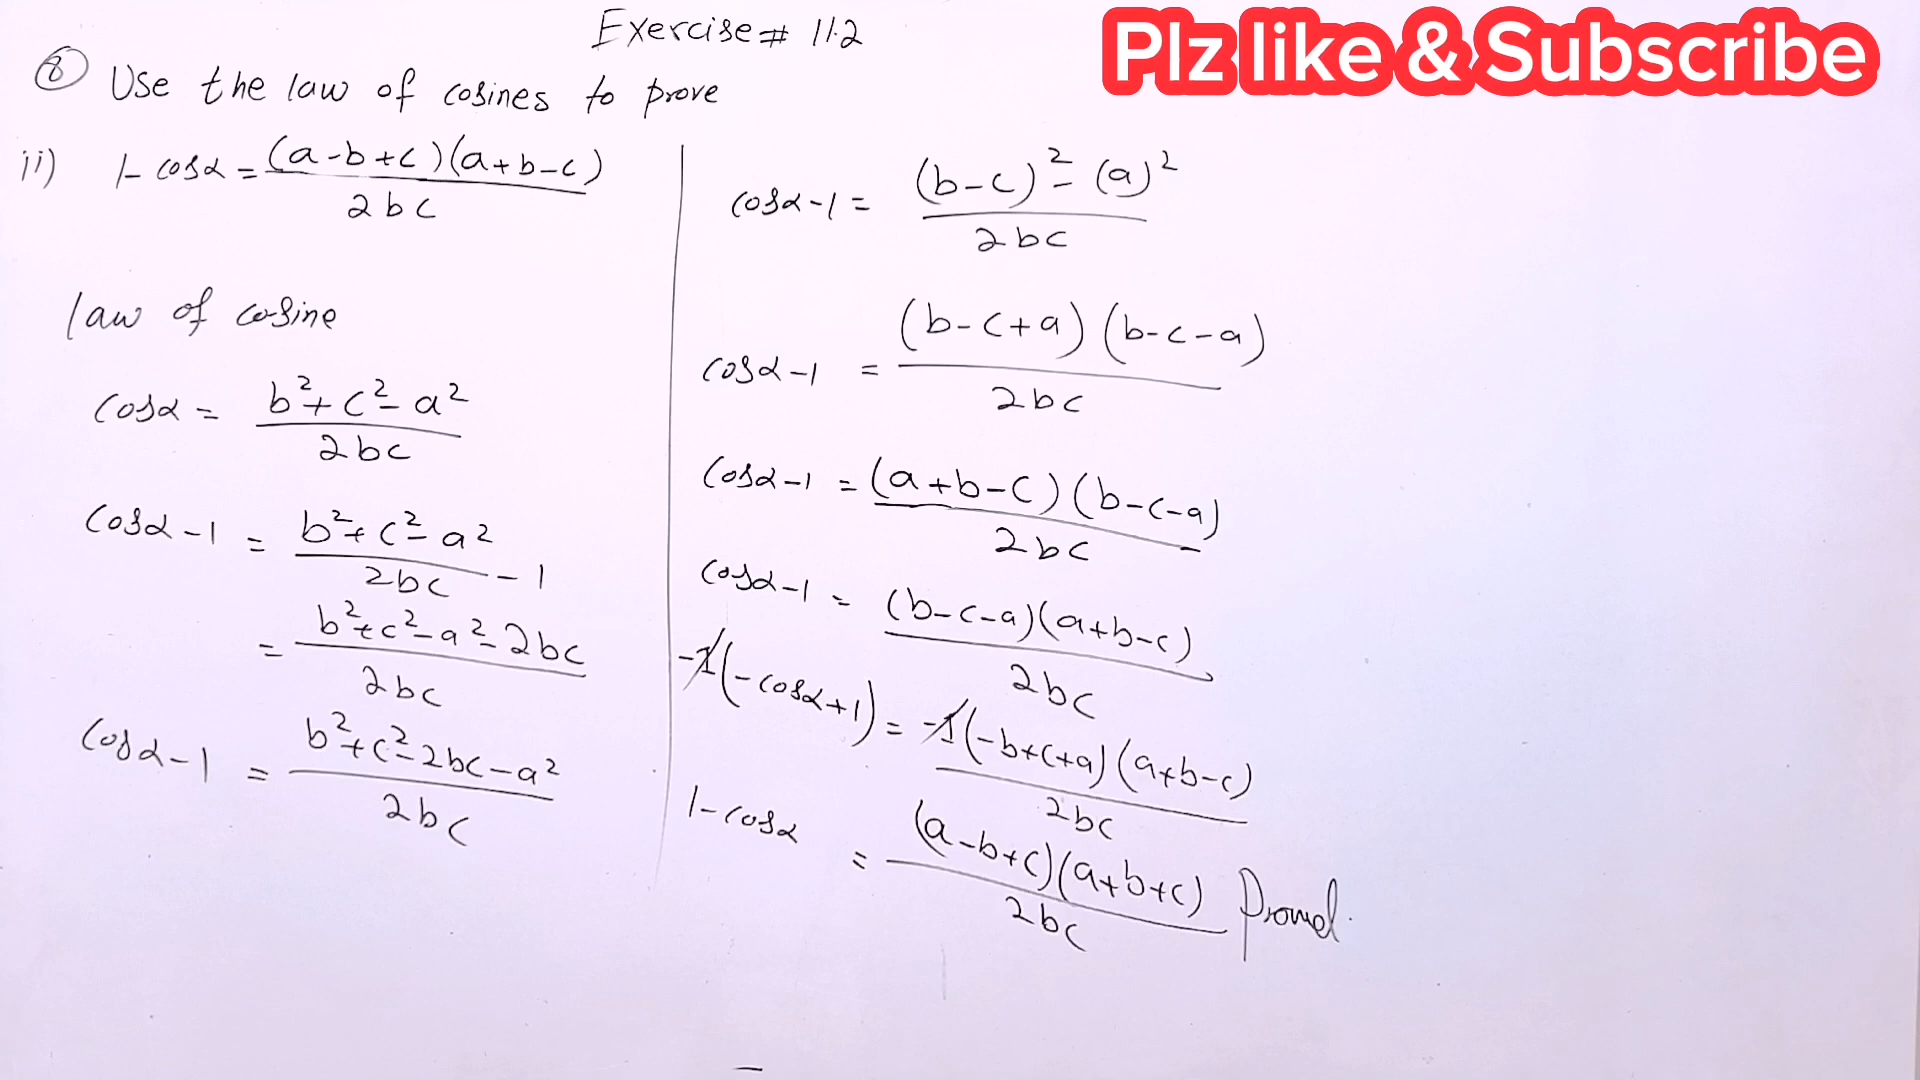 Exercise # 11.2
Plz like & Subscribe
⑧ Use the law of cosines to prove
ii) 1 - cosα = (a-b+c)(a+b-c) / 2bc
law of cosine
cosα = b²+c²-a² / 2bc
cosα-1 = b²+c²-a² / 2bc - 1
= b²+c²-a²-2bc / 2bc
cosα-1 = b²+c²-2bc-a² / 2bc
cosα-1 = (b-c)²-(a)² / 2bc
cosα-1 = (b-c+a)(b-c-a) / 2bc
cosα-1 = (a+b-c)(b-c-a) / 2bc
cosα-1 = (b-c-a)(a+b-c) / 2bc
-1(-cosα+1) = -1(-b+c+a)(a+b-c) / 2bc
1-cosα = (a-b+c)(a+b+c) / 2bc Proved.